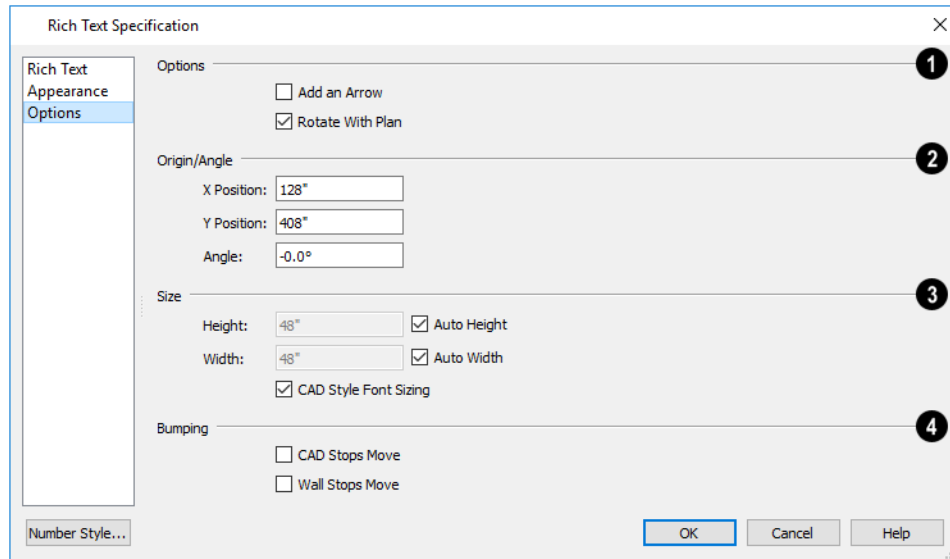 Rich Text Specification
Rich Text
Appearance
Options
Options 1
Add an Arrow
Rotate With Plan
Origin/Angle 2
X Position: 128"
Y Position: 408"
Angle: -0.0°
Size 3
Height: 48" Auto Height
Width: 48" Auto Width
CAD Style Font Sizing
Bumping 4
CAD Stops Move
Wall Stops Move
Number Style... OK Cancel Help